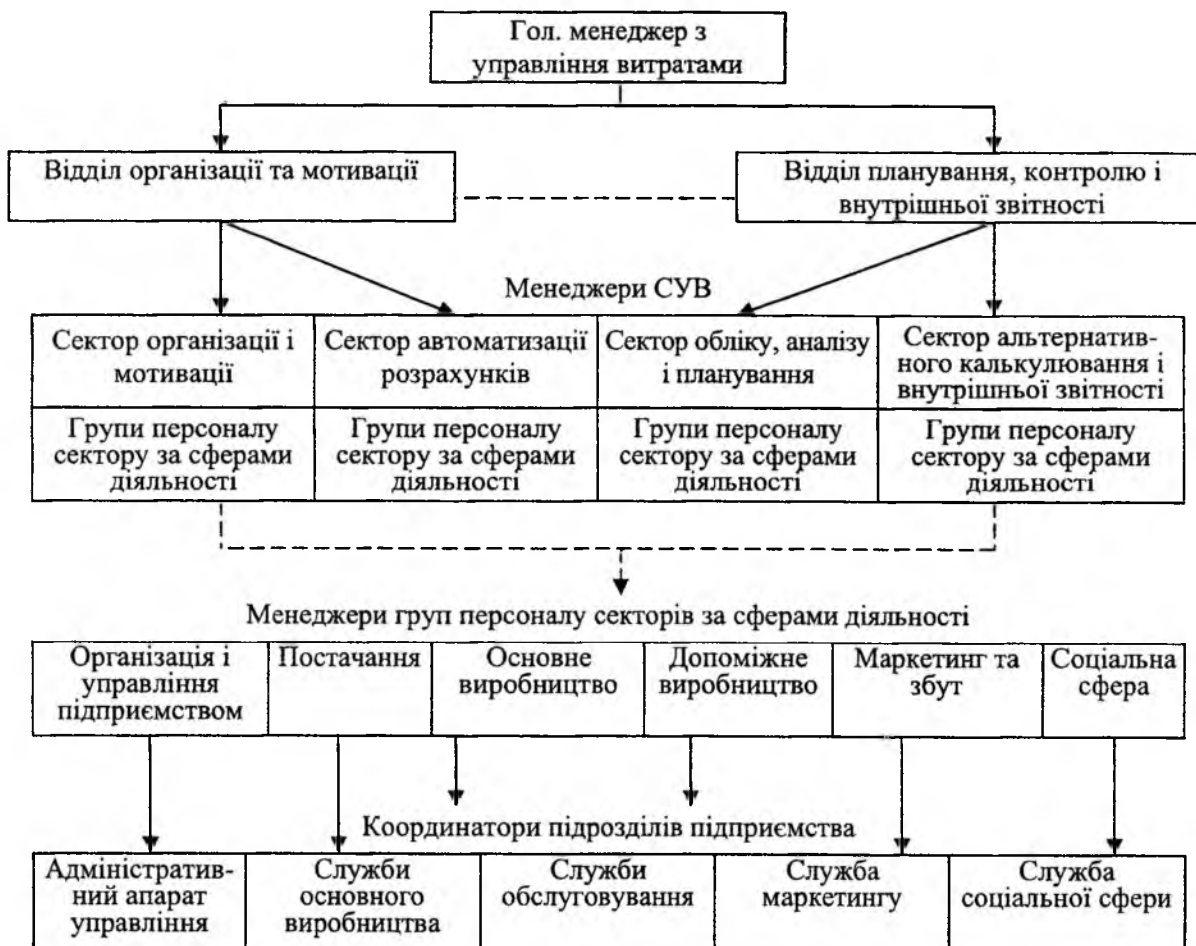 Гол. менеджер з
управління витратами
Відділ організації та мотивації
Відділ планування, контролю і
внутрішньої звітності
Менеджери СУВ
Сектор організації і
мотивації
Сектор автоматизації
розрахунків
Сектор обліку, аналізу
і планування
Сектор альтернатив-
ного калькулювання і
внутрішньої звітності
Групи персоналу
сектору за сферами
діяльності
Групи персоналу
сектору за сферами
діяльності
Групи персоналу
сектору за сферами
діяльності
Групи персоналу
сектору за сферами
діяльності
Менеджери груп персоналу секторів за сферами діяльності
Організація і
управління
підприємством
Постачання
Основне
виробництво
Допоміжне
виробництво
Маркетинг та
збут
Соціальна
сфера
Координатори підрозділів підприємства
Адміністратив-
ний апарат
управління
Служби
основного
виробництва
Служби
обслуговування
Служба
маркетингу
Служба
соціальної сфери